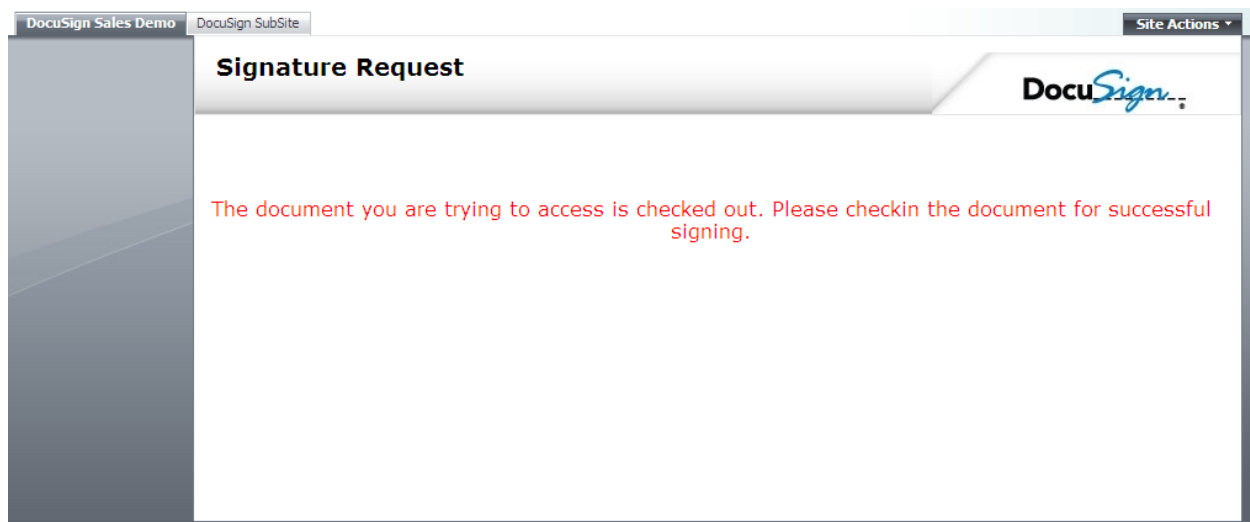 DocuSign Sales Demo DocuSign SubSite Site Actions
Signature Request
DocuSign
The document you are trying to access is checked out. Please checkin the document for successful
signing.